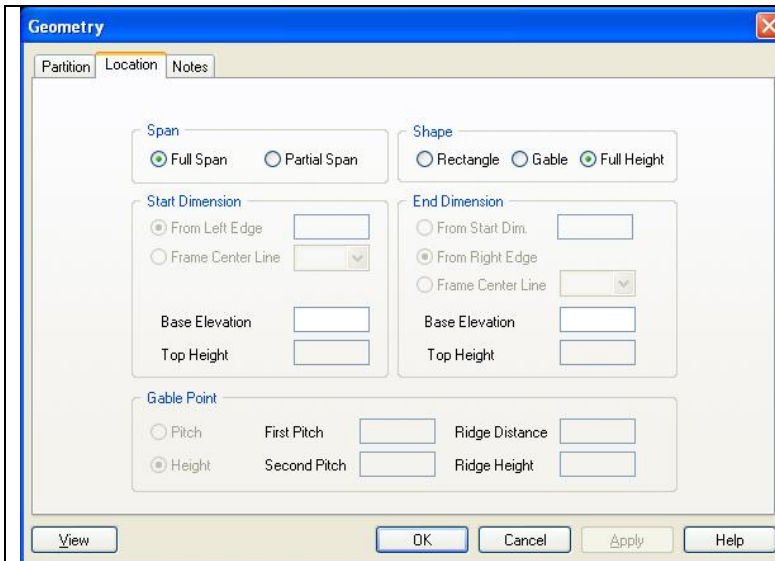 Geometry
Partition Location Notes
Span
Full Span Partial Span
Shape
Rectangle Gable Full Height
Start Dimension
From Left Edge
Frame Center Line
Base Elevation
Top Height
End Dimension
From Start Dim.
From Right Edge
Frame Center Line
Base Elevation
Top Height
Gable Point
Pitch First Pitch Ridge Distance
Height Second Pitch Ridge Height
View OK Cancel Apply Help